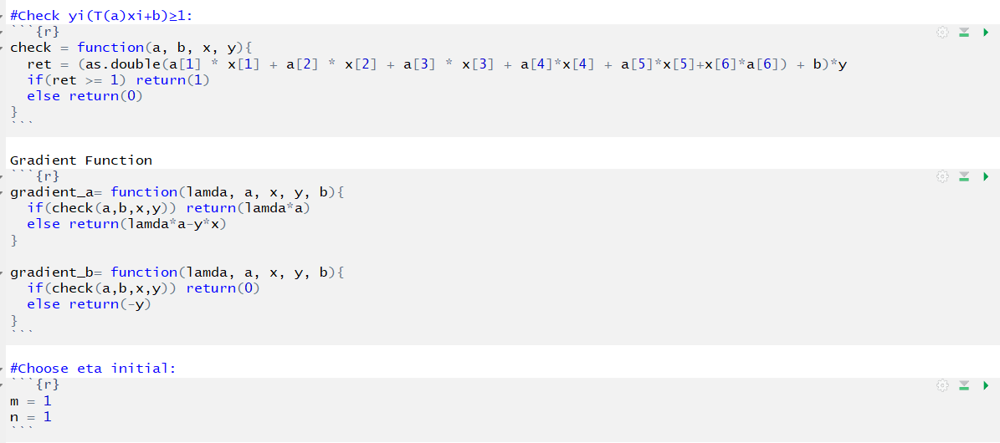 #Check yi(T(a)xi+b)≥1:
```{r}
check = function(a, b, x, y){
  ret = (as.double(a[1] * x[1] + a[2] * x[2] + a[3] * x[3] + a[4]*x[4] + a[5]*x[5]+x[6]*a[6]) + b)*y
  if(ret >= 1) return(1)
  else return(0)
}
```
Gradient Function
```{r}
gradient_a= function(lamda, a, x, y, b){
  if(check(a,b,x,y)) return(lamda*a)
  else return(lamda*a-y*x)
}
gradient_b= function(lamda, a, x, y, b){
  if(check(a,b,x,y)) return(0)
  else return(-y)
}
```
#Choose eta initial:
```{r}
m = 1
n = 1
```